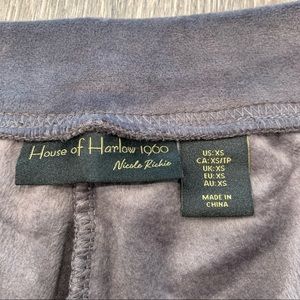 House of Harlow 1960
Nicole Richie
US: XS
CA: XS/TP
UK: XS
EU: XS
AU: XS
MADE IN
CHINA